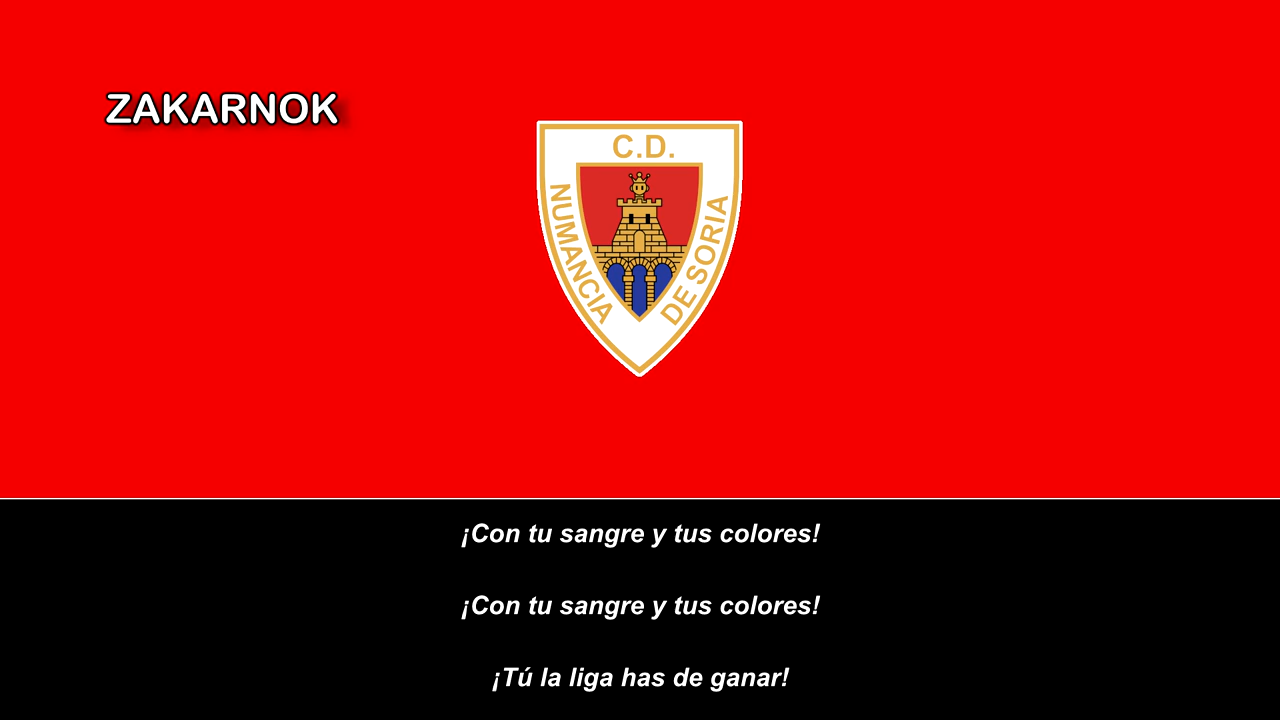 ZAKARNOK
C.D.
NUMANCIA
DE SORIA
¡Con tu sangre y tus colores!
¡Con tu sangre y tus colores!
¡Tú la liga has de ganar!